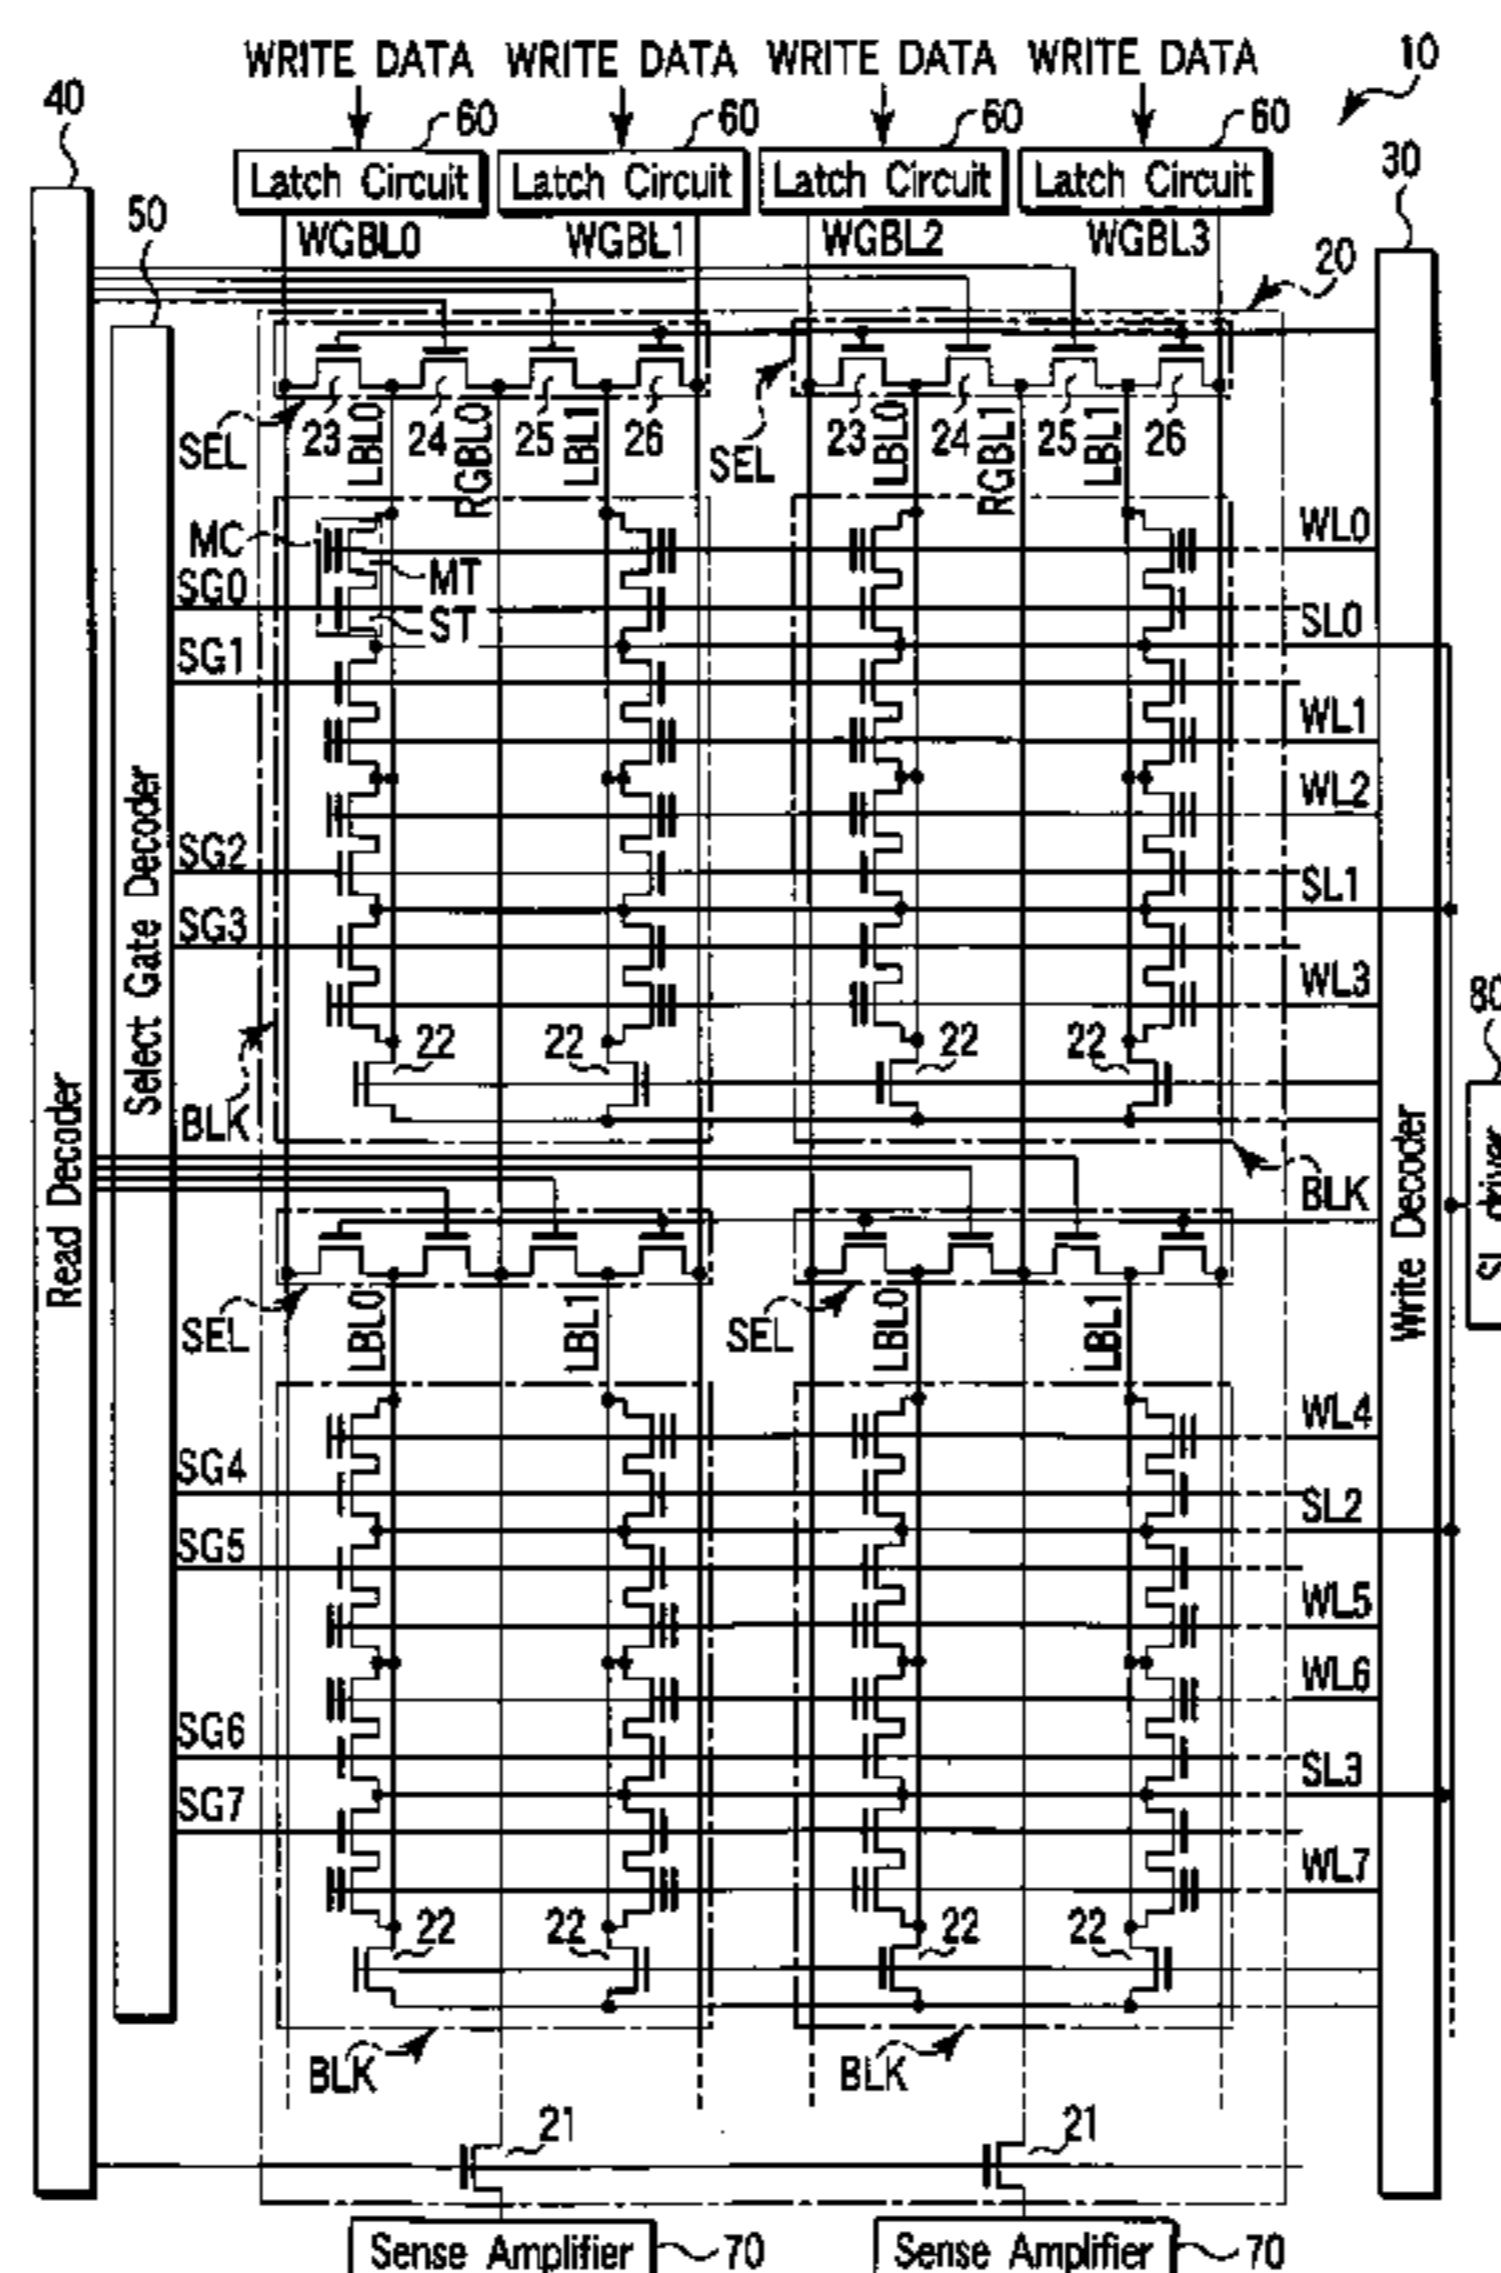 WRITE DATA WRITE DATA WRITE DATA WRITE DATA
10
40
60 60 60 60
Latch Circuit Latch Circuit Latch Circuit Latch Circuit
30
50
WGBL0 WGBL1 WGBL2 WGBL3
20
SEL 23 LBL0 24 RGBL0 25 LBL1 26 SEL 23 LBL0 24 RGBL1 25 LBL1 26
MC WL0
MT
SG0
ST SL0
SG1
WL1
WL2
SG2
SL1
SG3
WL3
80
22 22 22 22
BLK
Select Gate Decoder
Read Decoder
Write Decoder
SL driver
BLK
SEL LBL0 LBL1 SEL LBL0 LBL1
WL4
SG4
SL2
SG5
WL5
WL6
SG6
SL3
SG7
WL7
22 22 22 22
BLK BLK
21 21
Sense Amplifier 70 Sense Amplifier 70